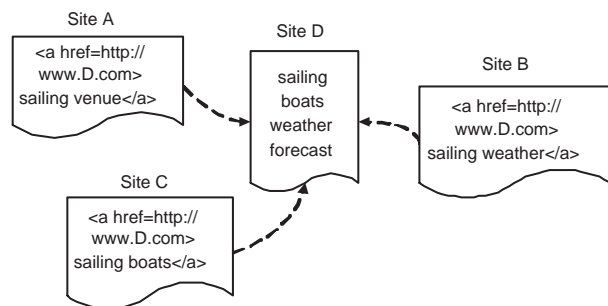 Site A
<a href=http://
www.D.com>
sailing venue</a>
Site D
sailing
boats
weather
forecast
Site B
<a href=http://
www.D.com>
sailing weather</a>
Site C
<a href=http://
www.D.com>
sailing boats</a>